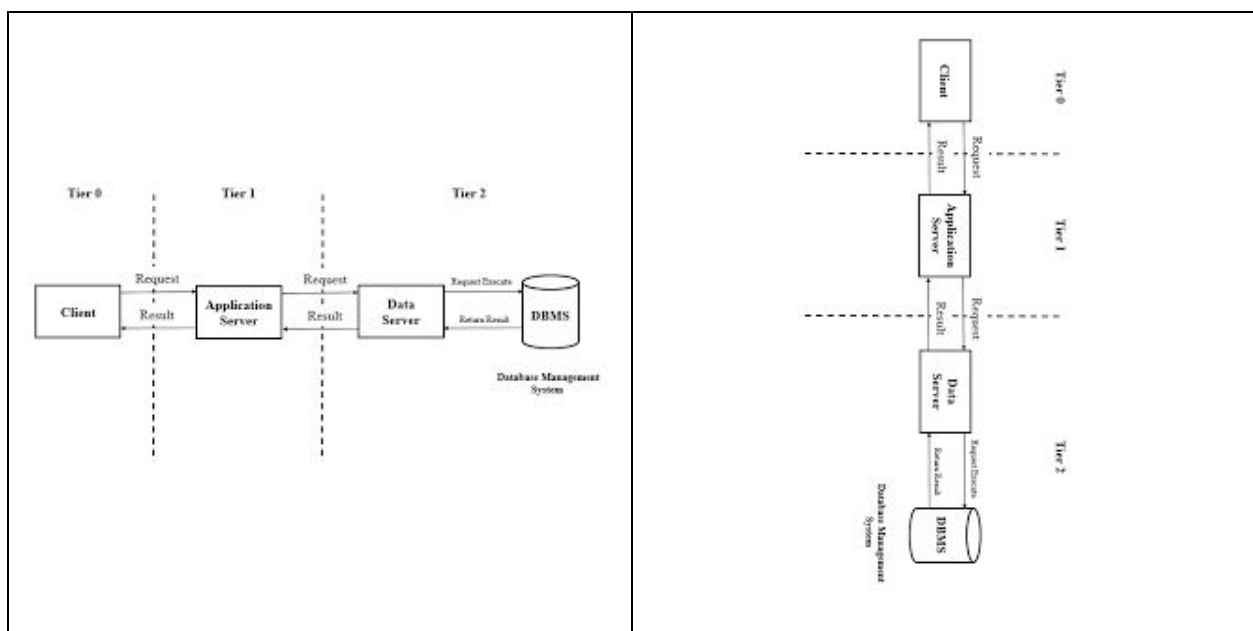 Tier 0
Tier 1
Tier 2
Request
Request
Request Execute
Client
Application
Server
Data
Server
DBMS
Result
Result
Return Result
Database Management
System
Client
Tier 0
Result
Request
Application
Server
Tier 1
Result
Request
Data
Server
Tier 2
Return Result
Request Execute
DBMS
Database Management
System